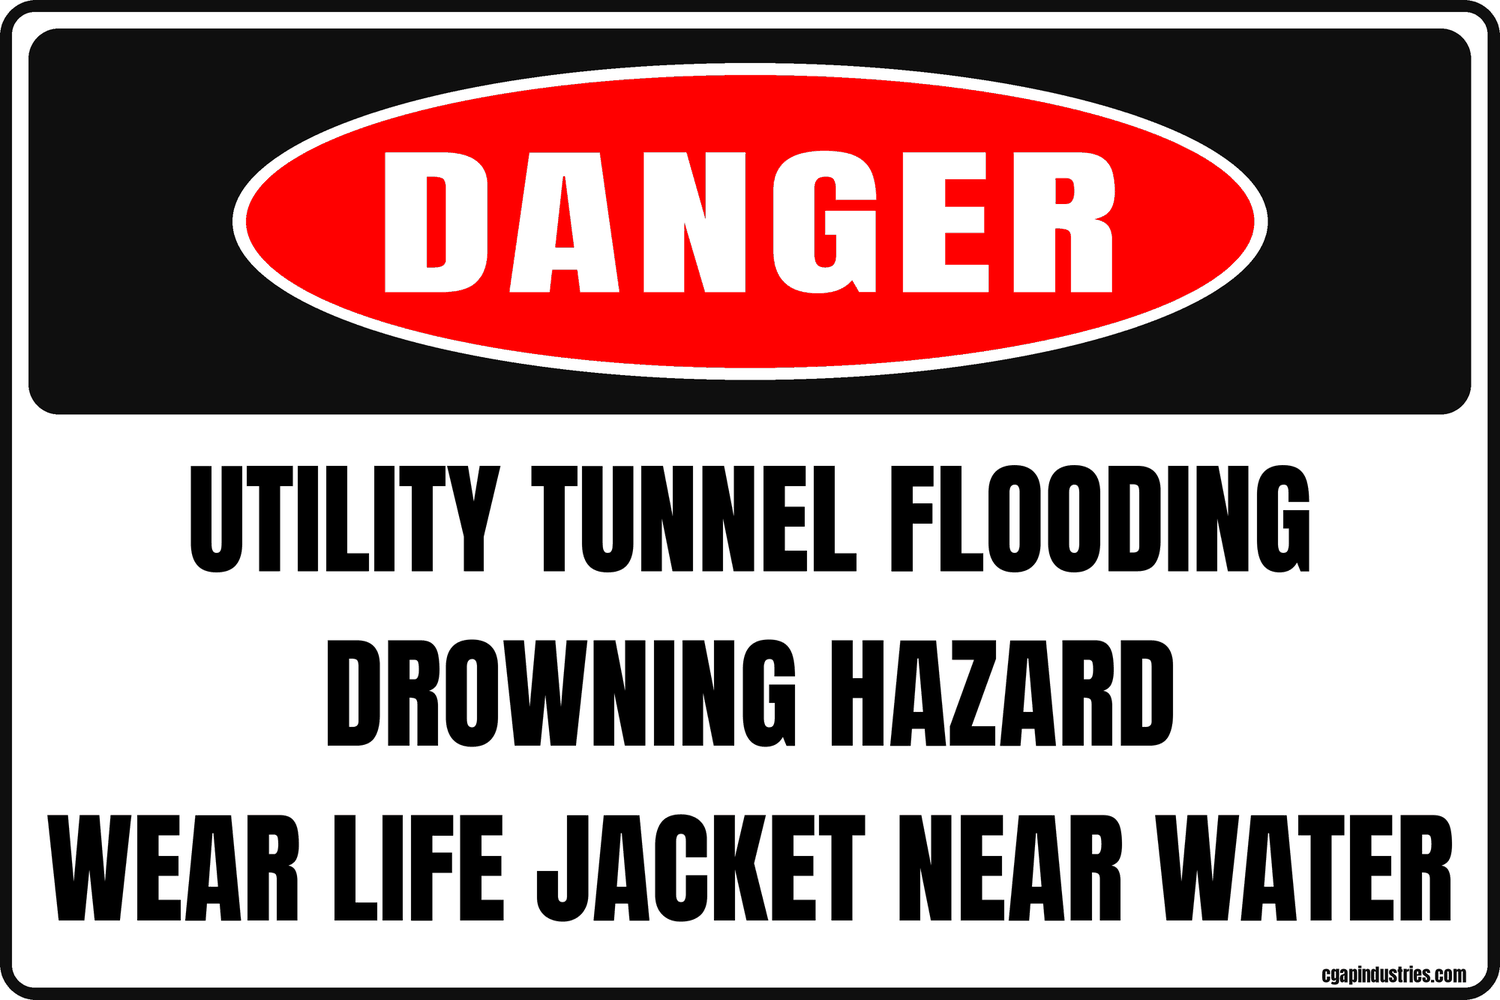 DANGER
UTILITY TUNNEL FLOODING
DROWNING HAZARD
WEAR LIFE JACKET NEAR WATER
cgapindustries.com